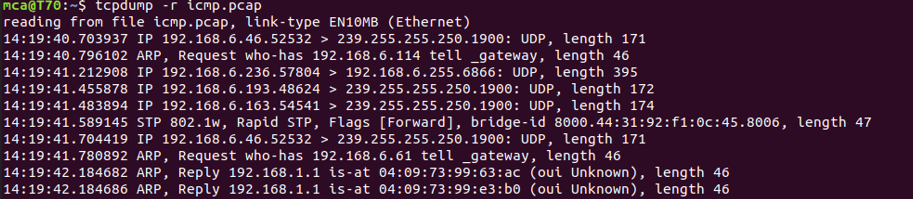 mca@T70:~$ tcpdump -r icmp.pcap
reading from file icmp.pcap, link-type EN10MB (Ethernet)
14:19:40.703937 IP 192.168.6.46.52532 > 239.255.255.250.1900: UDP, length 171
14:19:40.796102 ARP, Request who-has 192.168.6.114 tell _gateway, length 46
14:19:41.212908 IP 192.168.6.236.57804 > 192.168.6.255.6866: UDP, length 395
14:19:41.455878 IP 192.168.6.193.48624 > 239.255.255.250.1900: UDP, length 172
14:19:41.483894 IP 192.168.6.163.54541 > 239.255.255.250.1900: UDP, length 174
14:19:41.589145 STP 802.1w, Rapid STP, Flags [Forward], bridge-id 8000.44:31:92:f1:0c:45.8006, length 47
14:19:41.704419 IP 192.168.6.46.52532 > 239.255.255.250.1900: UDP, length 171
14:19:41.780892 ARP, Request who-has 192.168.6.61 tell _gateway, length 46
14:19:42.184682 ARP, Reply 192.168.1.1 is-at 04:09:73:99:63:ac (oui Unknown), length 46
14:19:42.184686 ARP, Reply 192.168.1.1 is-at 04:09:73:99:e3:b0 (oui Unknown), length 46